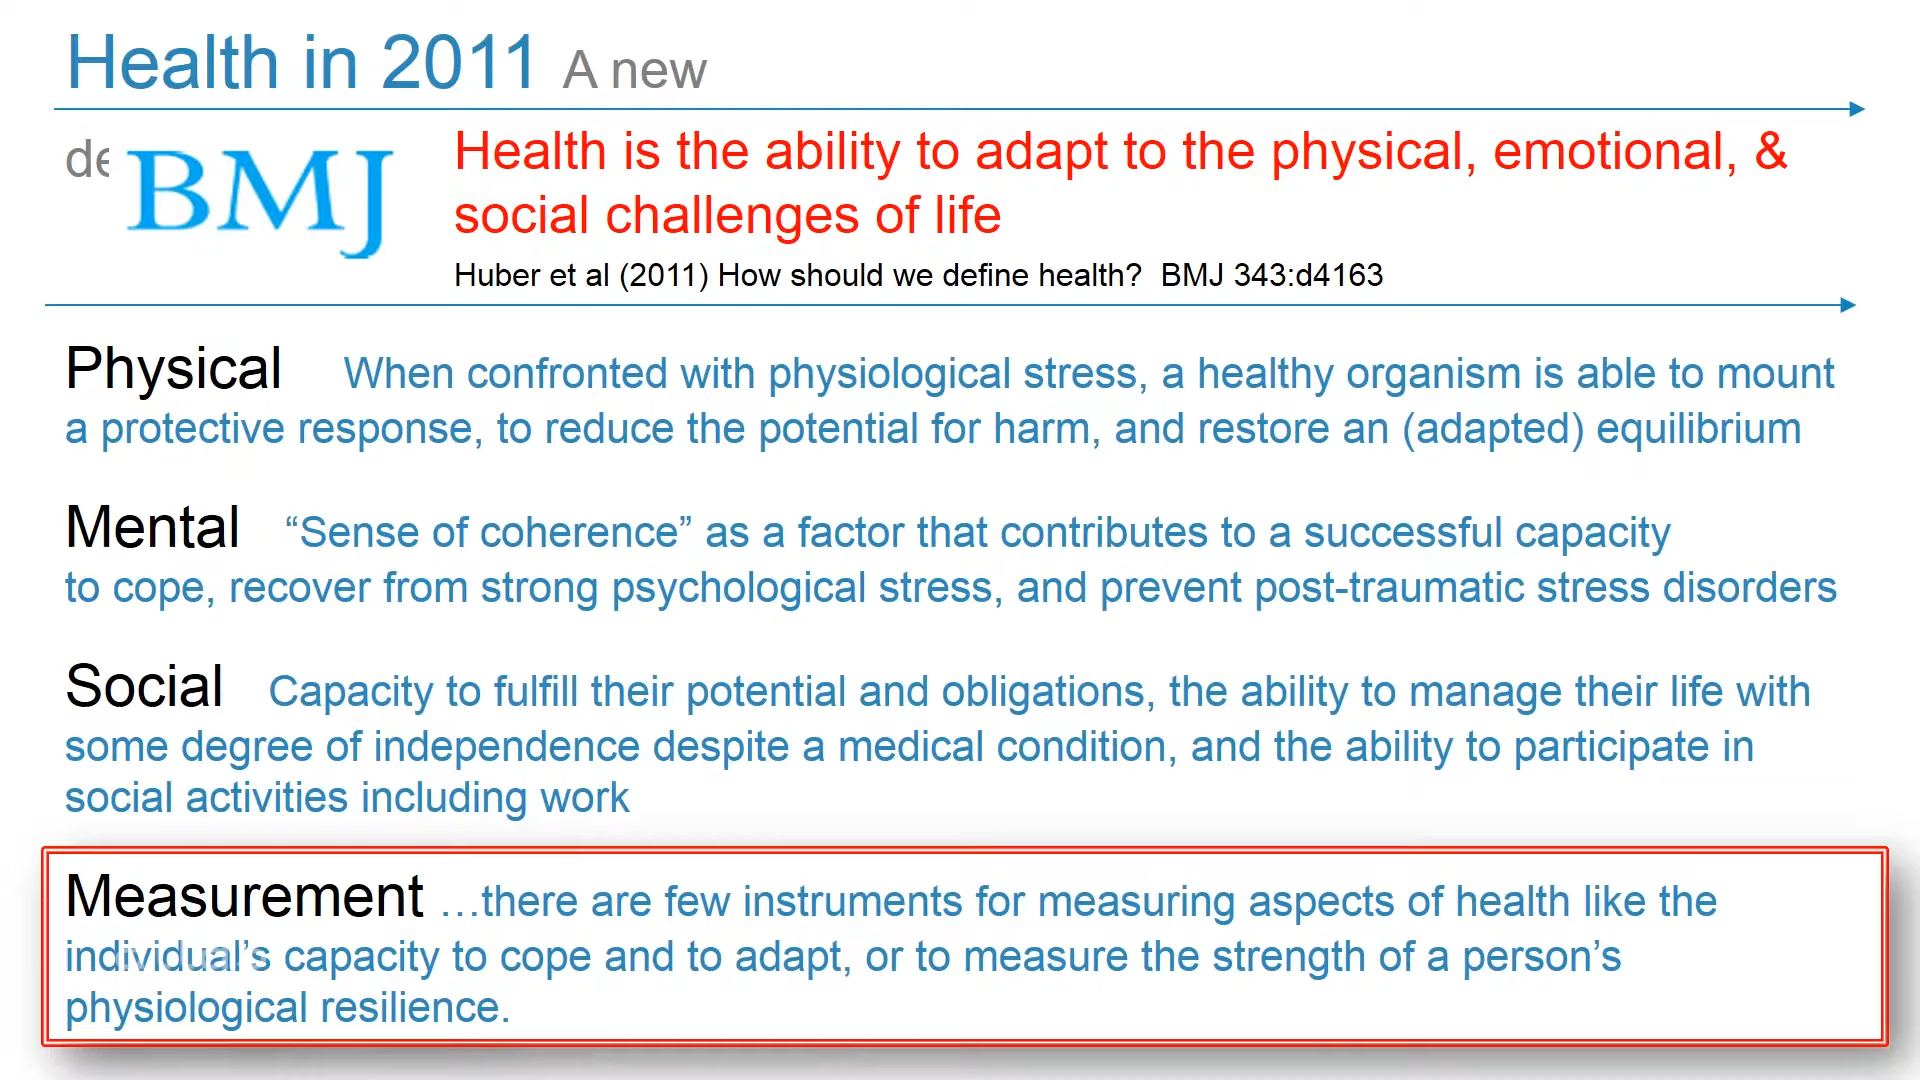 Health in 2011 A new
de
BMJ
Health is the ability to adapt to the physical, emotional, &
social challenges of life
Huber et al (2011) How should we define health? BMJ 343:d4163
Physical When confronted with physiological stress, a healthy organism is able to mount
a protective response, to reduce the potential for harm, and restore an (adapted) equilibrium
Mental “Sense of coherence” as a factor that contributes to a successful capacity
to cope, recover from strong psychological stress, and prevent post-traumatic stress disorders
Social Capacity to fulfill their potential and obligations, the ability to manage their life with
some degree of independence despite a medical condition, and the ability to participate in
social activities including work
Measurement …there are few instruments for measuring aspects of health like the
individual’s capacity to cope and to adapt, or to measure the strength of a person’s
physiological resilience.